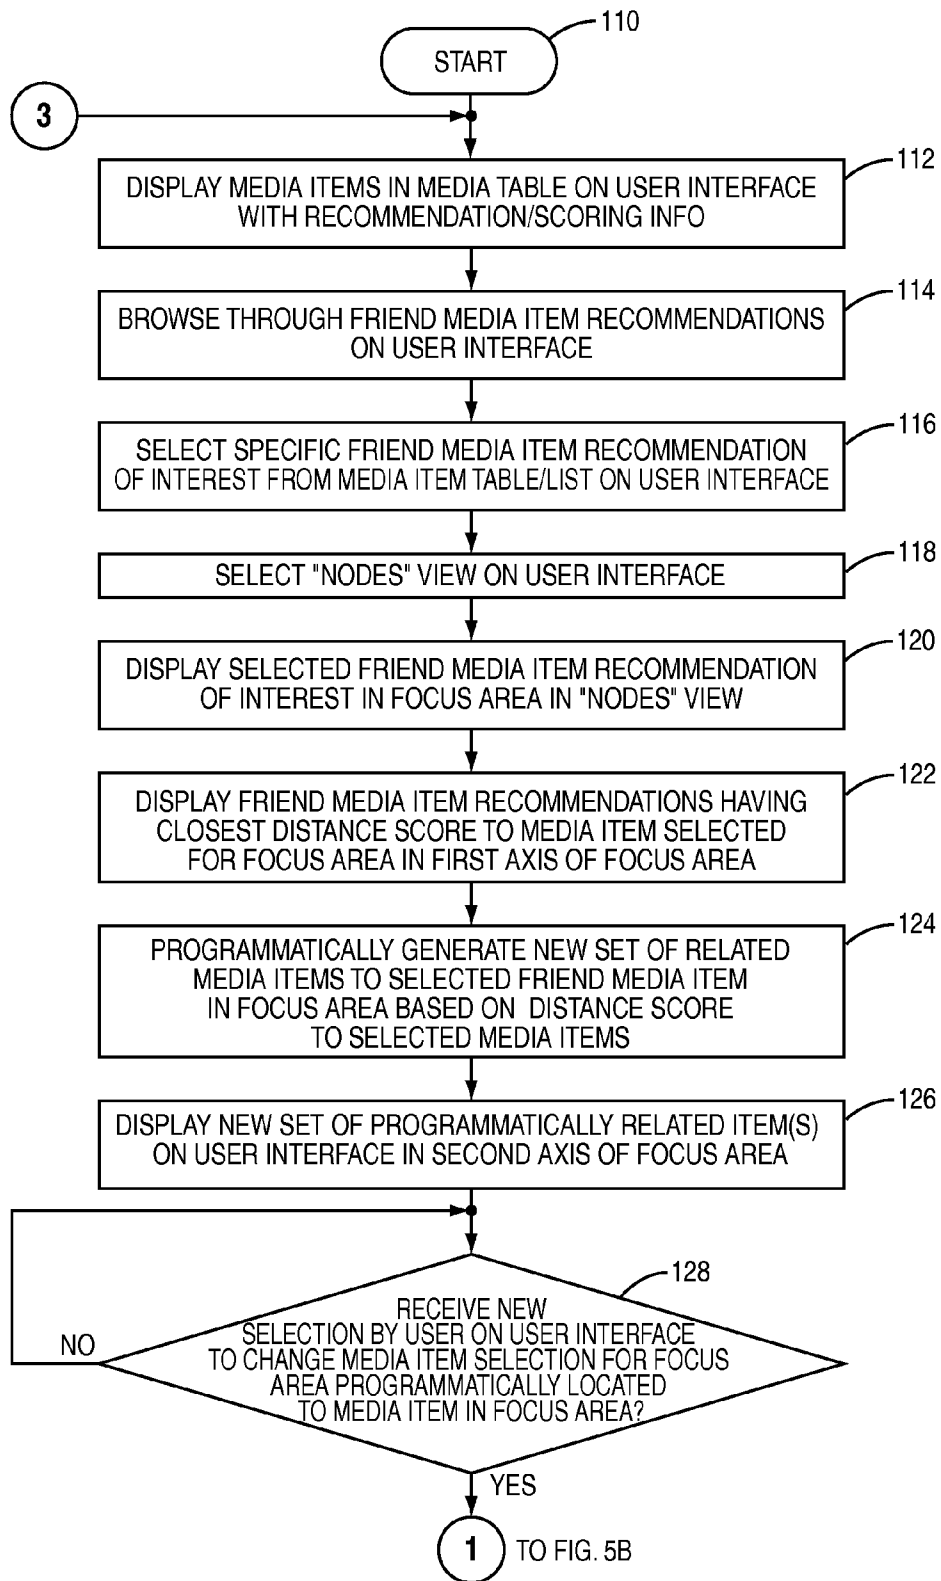 110
START
3
112
DISPLAY MEDIA ITEMS IN MEDIA TABLE ON USER INTERFACE
WITH RECOMMENDATION/SCORING INFO
114
BROWSE THROUGH FRIEND MEDIA ITEM RECOMMENDATIONS
ON USER INTERFACE
116
SELECT SPECIFIC FRIEND MEDIA ITEM RECOMMENDATION
OF INTEREST FROM MEDIA ITEM TABLE/LIST ON USER INTERFACE
118
SELECT "NODES" VIEW ON USER INTERFACE
120
DISPLAY SELECTED FRIEND MEDIA ITEM RECOMMENDATION
OF INTEREST IN FOCUS AREA IN "NODES" VIEW
122
DISPLAY FRIEND MEDIA ITEM RECOMMENDATIONS HAVING
CLOSEST DISTANCE SCORE TO MEDIA ITEM SELECTED
FOR FOCUS AREA IN FIRST AXIS OF FOCUS AREA
124
PROGRAMMATICALLY GENERATE NEW SET OF RELATED
MEDIA ITEMS TO SELECTED FRIEND MEDIA ITEM
IN FOCUS AREA BASED ON DISTANCE SCORE
TO SELECTED MEDIA ITEMS
126
DISPLAY NEW SET OF PROGRAMMATICALLY RELATED ITEM(S)
ON USER INTERFACE IN SECOND AXIS OF FOCUS AREA
128
RECEIVE NEW
SELECTION BY USER ON USER INTERFACE
TO CHANGE MEDIA ITEM SELECTION FOR FOCUS
AREA PROGRAMMATICALLY LOCATED
TO MEDIA ITEM IN FOCUS AREA?
NO
YES
1 TO FIG. 5B